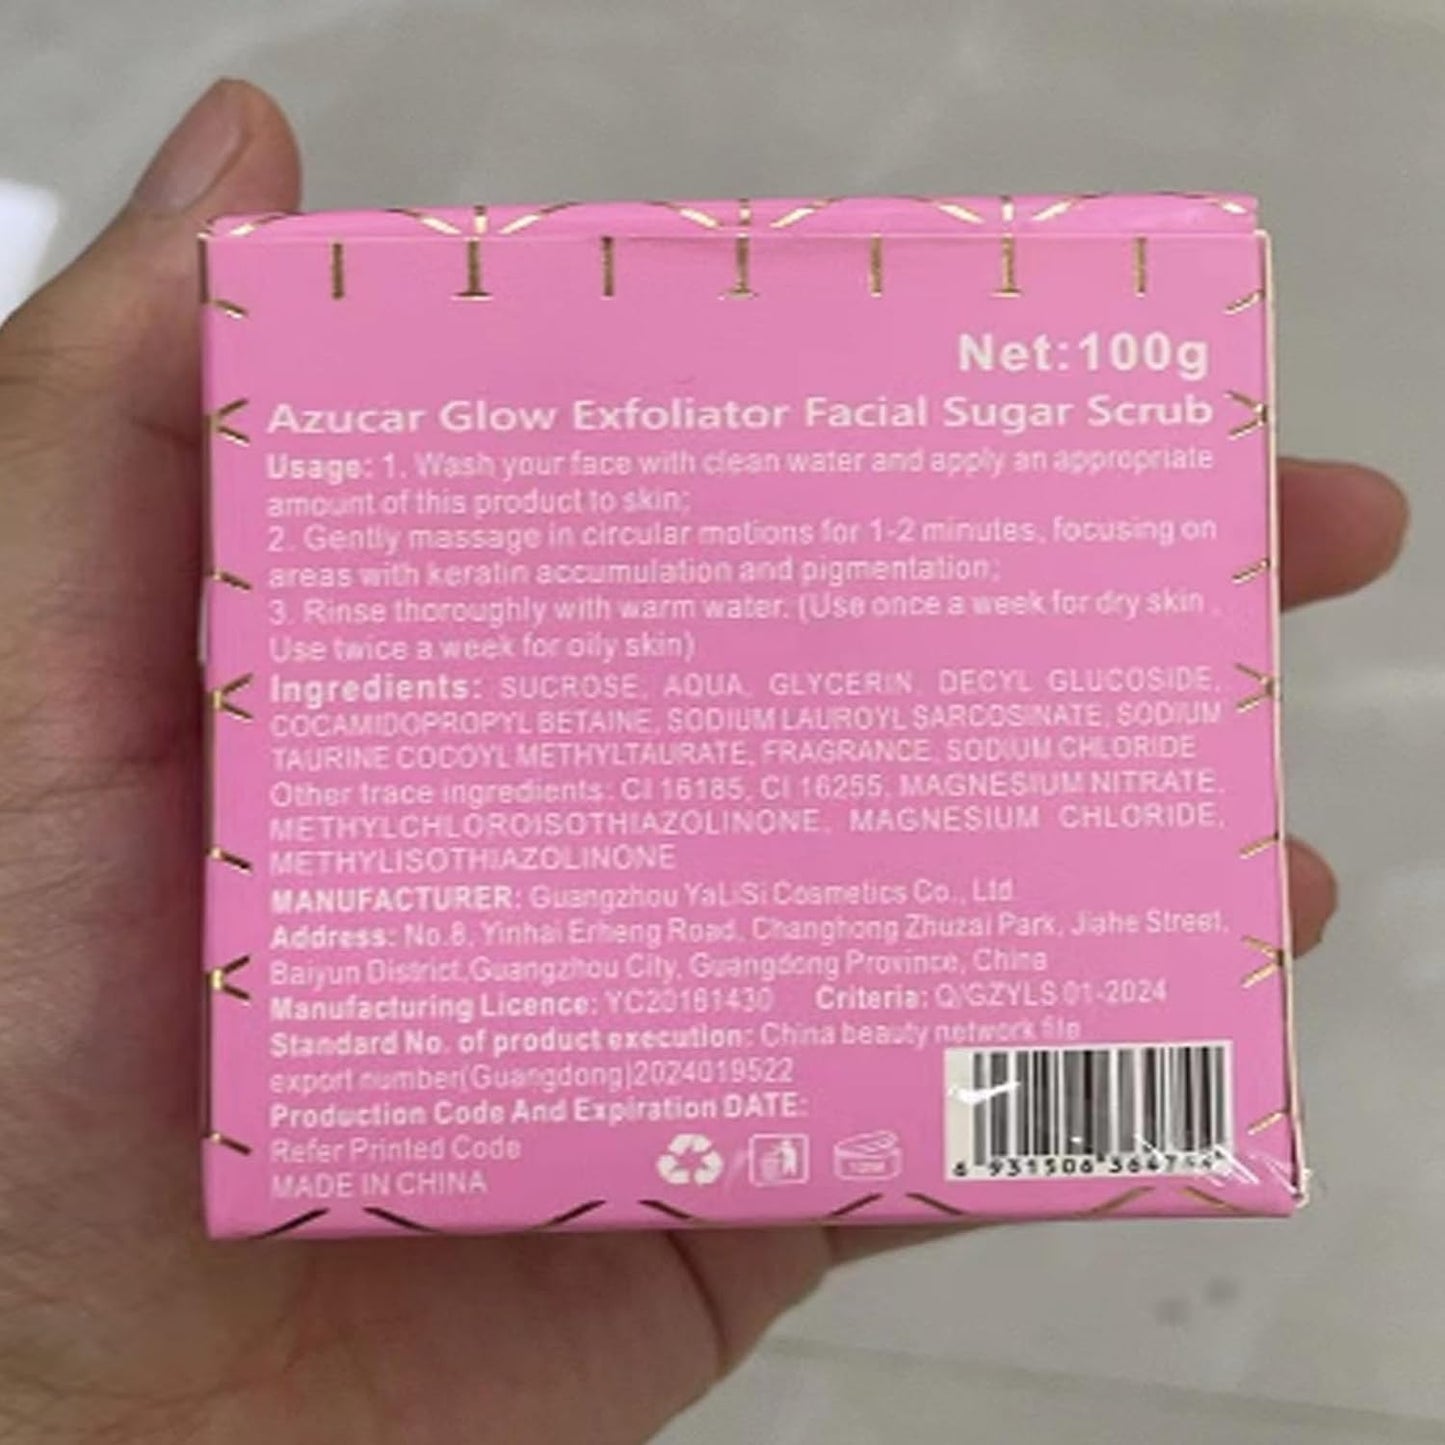 Net:100g
Azucar Glow Exfoliator Facial Sugar Scrub
Usage: 1. Wash your face with clean water and apply an appropriate
amount of this product to skin;
2. Gently massage in circular motions for 1-2 minutes, focusing on
areas with keratin accumulation and pigmentation;
3. Rinse thoroughly with warm water. (Use once a week for dry skin .
Use twice a week for oily skin)
Ingredients: SUCROSE, AQUA, GLYCERIN, DECYL GLUCOSIDE,
COCAMIDOPROPYL BETAINE, SODIUM LAUROYL SARCOSINATE, SODIUM
TAURINE COCOYL METHYLTAURATE, FRAGRANCE, SODIUM CHLORIDE
Other trace ingredients: CI 16185, CI 16255, MAGNESIUM NITRATE,
METHYLCHLOROISOTHIAZOLINONE, MAGNESIUM CHLORIDE,
METHYLISOTHIAZOLINONE
MANUFACTURER: Guangzhou YaLiSi Cosmetics Co., Ltd
Address: No.8, Yinhai Erheng Road, Changhong Zhuzai Park, Jiahe Street,
Baiyun District,Guangzhou City, Guangdong Province, China
Manufacturing Licence: YC20161430 Criteria: Q/GZYLS 01-2024
Standard No. of product execution: China beauty network file
export number(Guangdong)2024019522
Production Code And Expiration DATE:
Refer Printed Code
MADE IN CHINA
12M
6 931506